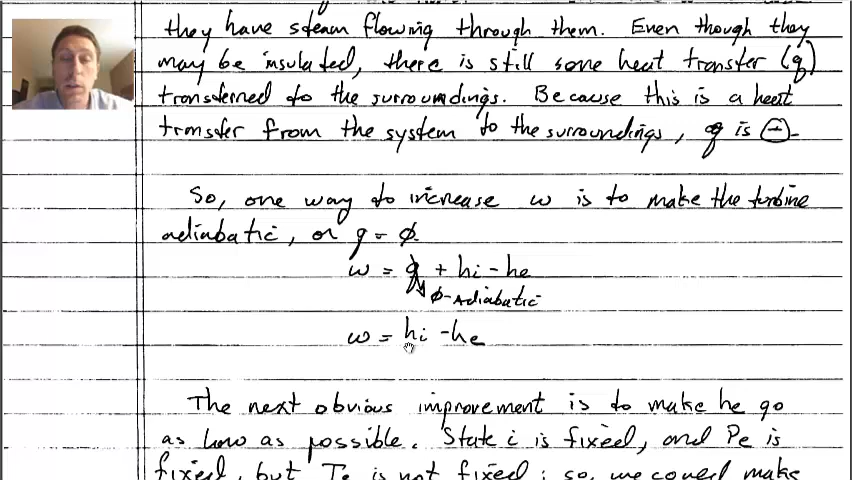 they have steam flowing through them. Even though they
may be insulated, there is still some heat transfer (q)
transferred to the surroundings. Because this is a heat
transfer from the system to the surroundings, q is ⊖.
So, one way to increase w is to make the turbine
adiabatic, or q = ϕ.
w = q + hi - he
ϕ-Adiabatic
w = hi - he
The next obvious improvement is to make he go
as low as possible. State i is fixed, and Pe is
fixed, but Te is not fixed; so, we could make